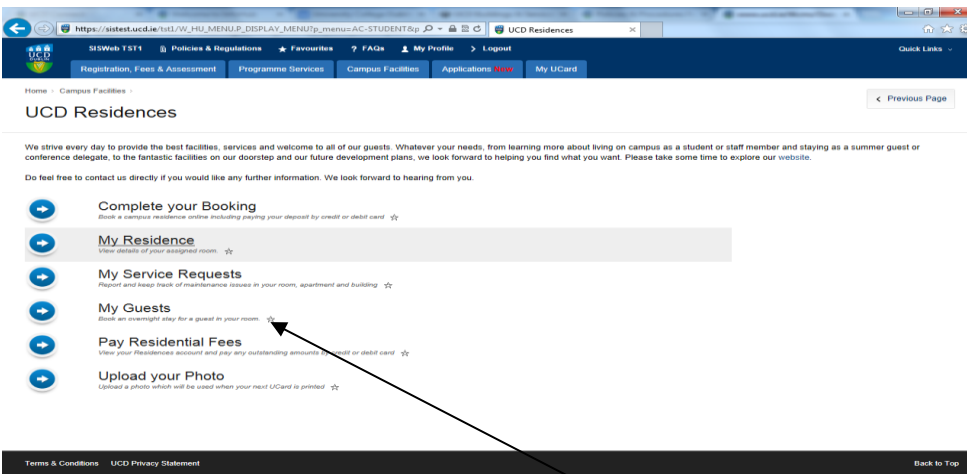 https://sistest.ucd.ie/tst1/W_HU_MENU.P_DISPLAY_MENU?p_menu=AC-STUDENT&p
UCD Residences
UCD
DUBLIN
SISWeb TST1 Policies & Regulations Favourites ? FAQs My Profile > Logout Quick Links
Registration, Fees & Assessment Programme Services Campus Facilities Applications New My UCard
Home > Campus Facilities >
< Previous Page
UCD Residences
We strive every day to provide the best facilities, services and welcome to all of our guests. Whatever your needs, from learning more about living on campus as a student or staff member and staying as a summer guest or
conference delegate, to the fantastic facilities on our doorstep and our future development plans, we look forward to helping you find what you want. Please take some time to explore our website.
Do feel free to contact us directly if you would like any further information. We look forward to hearing from you.
Complete your Booking
Book a campus residence online including paying your deposit by credit or debit card
My Residence
View details of your assigned room.
My Service Requests
Report and keep track of maintenance issues in your room, apartment and building
My Guests
Book an overnight stay for a guest in your room.
Pay Residential Fees
View your Residences account and pay any outstanding amounts by credit or debit card
Upload your Photo
Upload a photo which will be used when your next UCard is printed
Terms & Conditions UCD Privacy Statement Back to Top